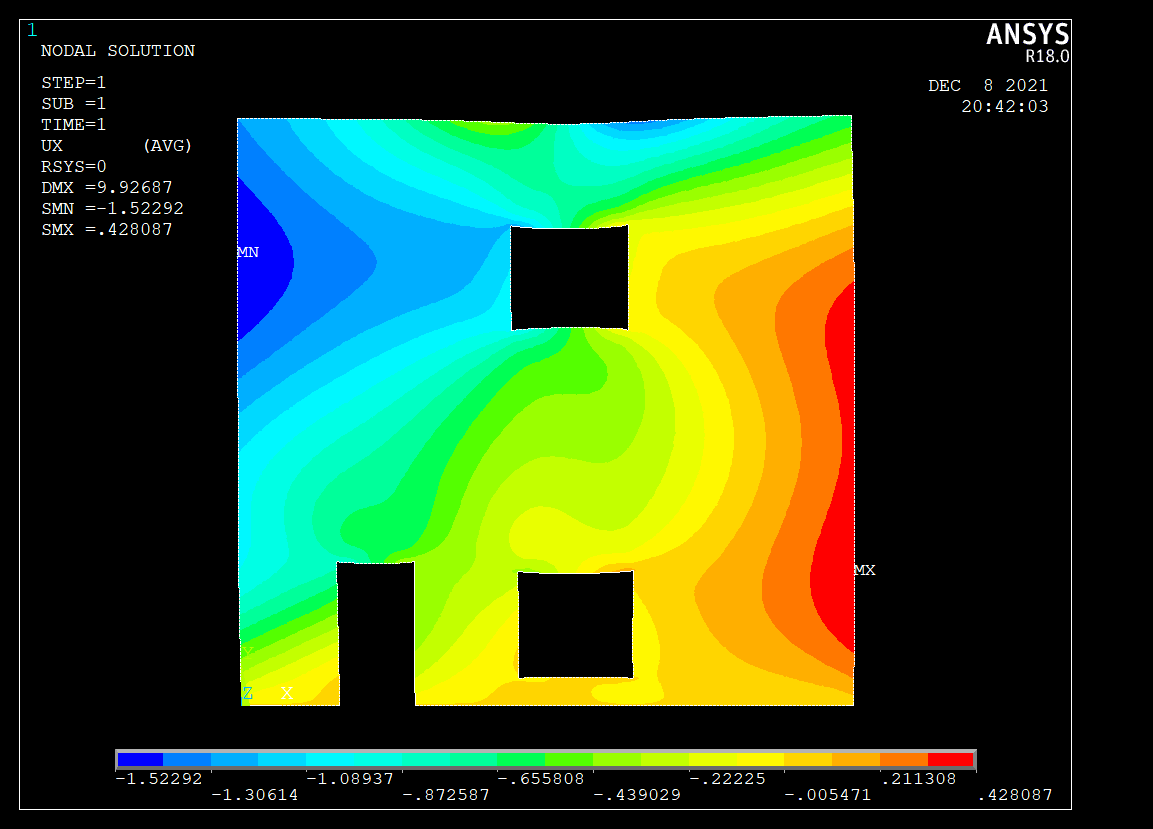 1
NODAL SOLUTION
STEP=1
SUB =1
TIME=1
UX (AVG)
RSYS=0
DMX =9.92687
SMN =-1.52292
SMX =.428087
ANSYS
R18.0
DEC 8 2021
20:42:03
MN
MX
Z X
-1.52292 -1.08937 -.655808 -.22225 .211308
-1.30614 -.872587 -.439029 -.005471 .428087